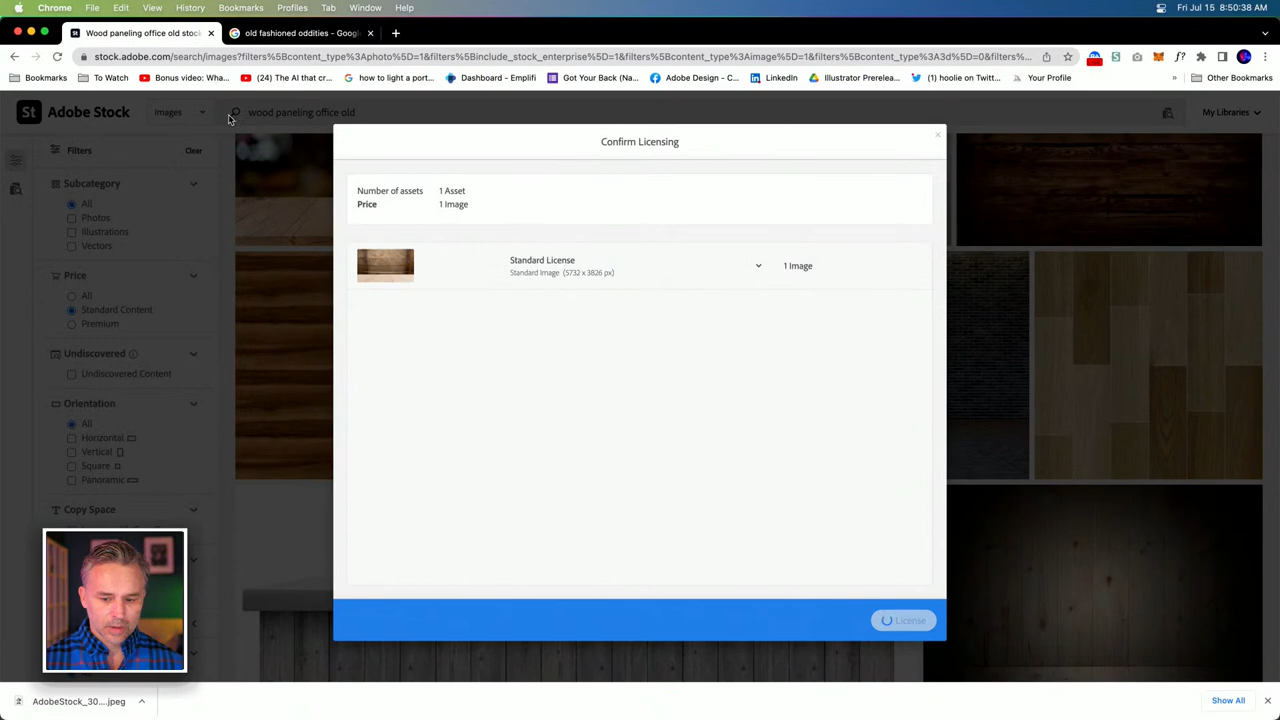 Chrome File Edit View History Bookmarks Profiles Tab Window Help Fri Jul 15 8:50:38 AM
Wood paneling office old stock × old fashioned oddities - Googl × +
stock.adobe.com/search/images?filters%5Bcontent_type%3Aphoto%5D=1&filters%5Binclude_stock_enterprise%5D=1&filters%5Bcontent_type%3Aimage%5D=1&filters%5Bcontent_type%3A3d%5D=0&filters%...
Bookmarks To Watch Bonus video: Wha... (24) The AI that cr... how to light a port... Dashboard – Emplifi Got Your Back (Na... Adobe Design - C... LinkedIn Illustrator Prerelea... (1) hoolie on Twitt... Your Profile » Other Bookmarks
St Adobe Stock Images wood paneling office old My Libraries
Confirm Licensing ×
Filters Clear
Subcategory
All
Photos
Illustrations
Vectors
Number of assets 1 Asset
Price 1 Image
Standard License
Standard Image (5732 x 3826 px)
1 Image
Price
All
Standard Content
Premium
Undiscovered
Undiscovered Content
Orientation
All
Horizontal
Vertical
Square
Panoramic
Copy Space
License
AdobeStock_30....jpeg Show All ×